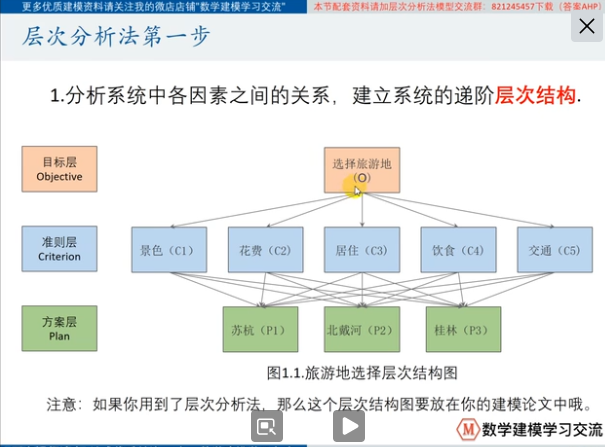 更多优质建模资料请关注我的微店店铺"数学建模学习交流"
本节配套资料请加层次分析法模型交流群：821245457下载（答案AHP）
层次分析法第一步
1.分析系统中各因素之间的关系，建立系统的递阶层次结构.
目标层
Objective
选择旅游地
(O)
准则层
Criterion
景色（C1）
花费（C2）
居住（C3）
饮食（C4）
交通（C5）
方案层
Plan
苏杭（P1）
北戴河（P2）
桂林（P3）
图1.1.旅游地选择层次结构图
注意：如果你用到了层次分析法，那么这个层次结构图要放在你的建模论文中哦。
M 数学建模学习交流